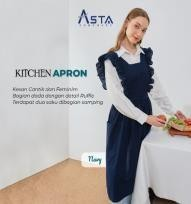 ASTA
KITCHEN APRON
Kesan Cantik dan Feminim
Bagian dada dengan detail Ruffle
Terdapat dua saku dibagian samping
Navy